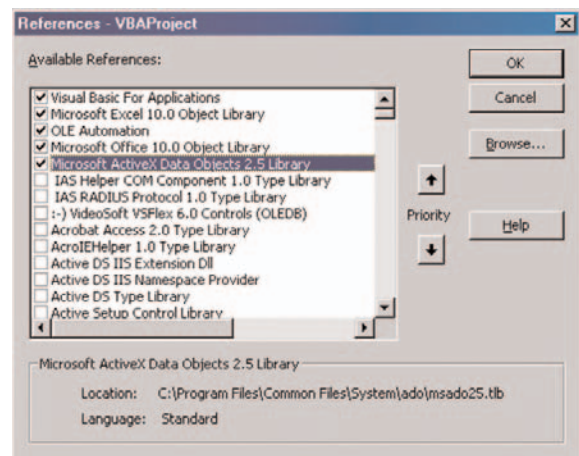 References - VBAProject
Available References:
Visual Basic For Applications
Microsoft Excel 10.0 Object Library
OLE Automation
Microsoft Office 10.0 Object Library
Microsoft ActiveX Data Objects 2.5 Library
IAS Helper COM Component 1.0 Type Library
IAS RADIUS Protocol 1.0 Type Library
:-) VideoSoft VSFlex 6.0 Controls (OLEDB)
Acrobat Access 2.0 Type Library
AcroIEHelper 1.0 Type Library
Active DS IIS Extension Dll
Active DS IIS Namespace Provider
Active DS Type Library
Active Setup Control Library
OK
Cancel
Browse...
Priority
Help
Microsoft ActiveX Data Objects 2.5 Library
Location: C:\Program Files\Common Files\System\ado\msado25.tlb
Language: Standard